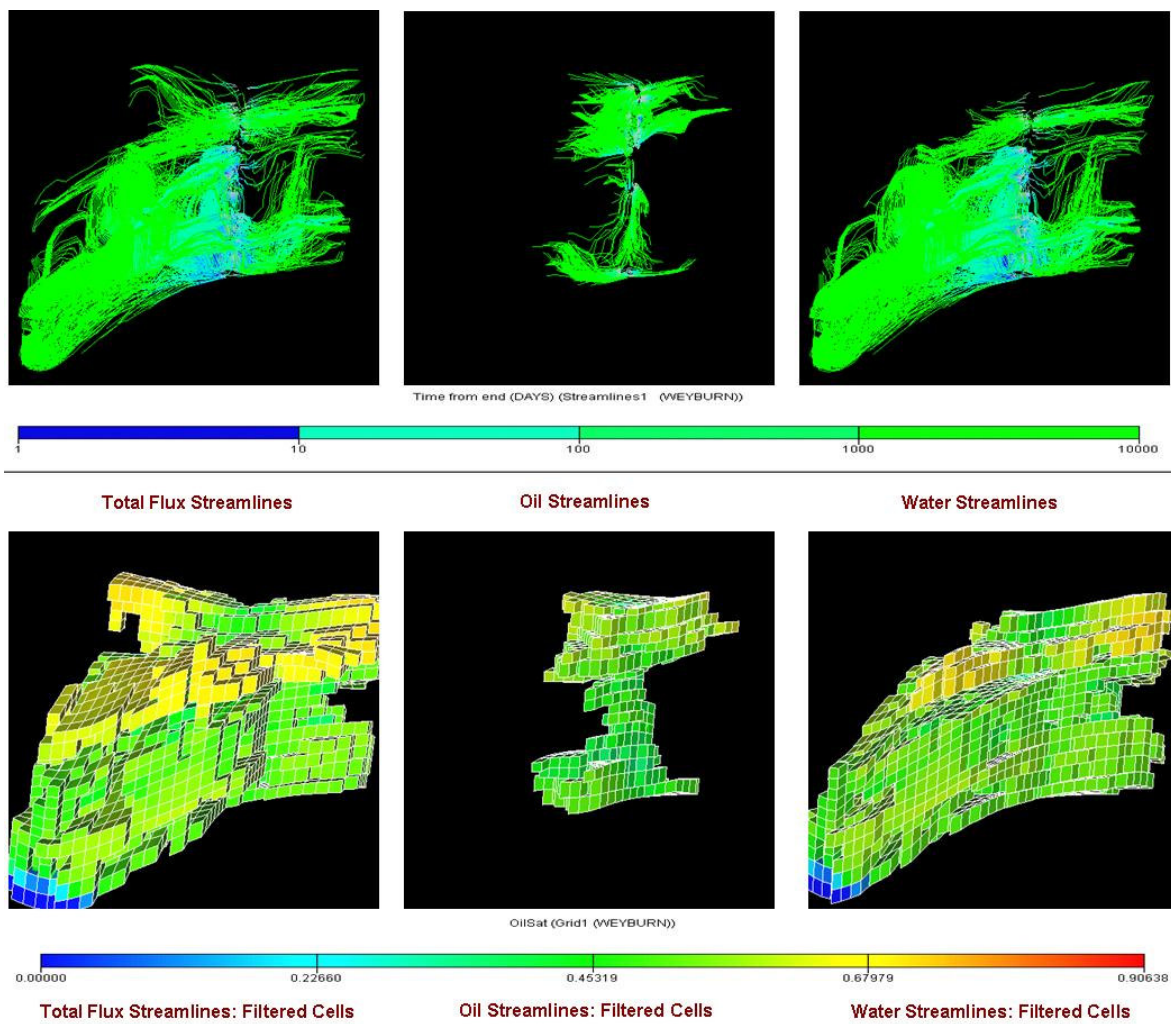 Time from end (DAYS) (Streamlines1 (WEYBURN))
1 10 100 1000 10000
Total Flux Streamlines Oil Streamlines Water Streamlines
OilSat (Grid1 (WEYBURN))
0.00000 0.22660 0.45319 0.67979 0.90638
Total Flux Streamlines: Filtered Cells Oil Streamlines: Filtered Cells Water Streamlines: Filtered Cells